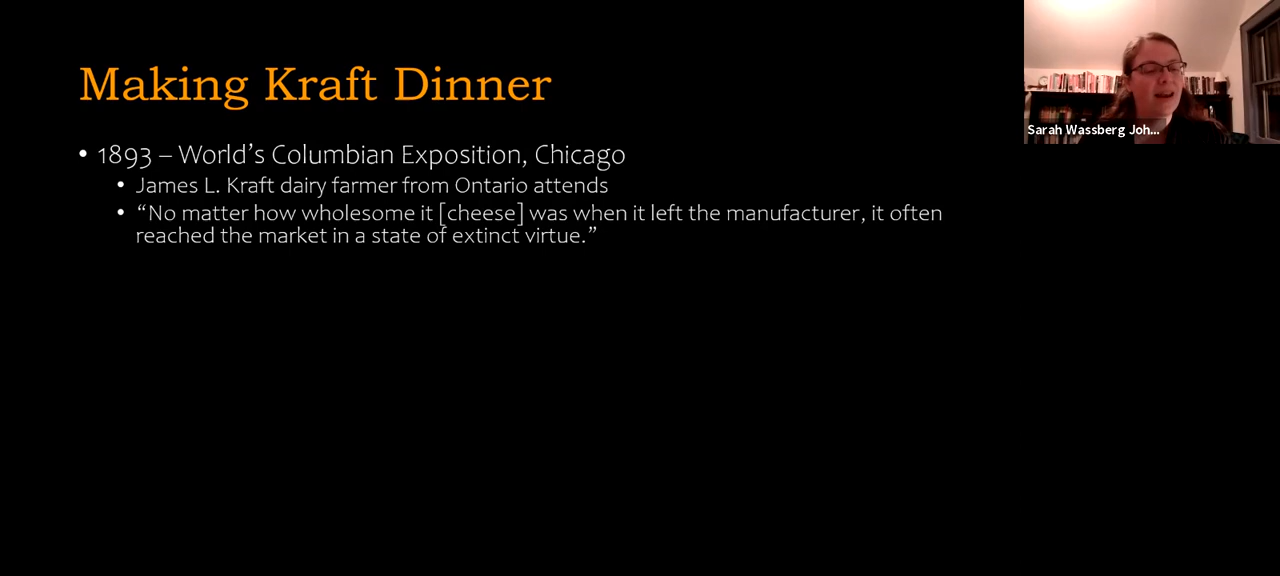 Making Kraft Dinner
• 1893 – World’s Columbian Exposition, Chicago
• James L. Kraft dairy farmer from Ontario attends
• “No matter how wholesome it [cheese] was when it left the manufacturer, it often
reached the market in a state of extinct virtue.”
Sarah Wassberg Joh...